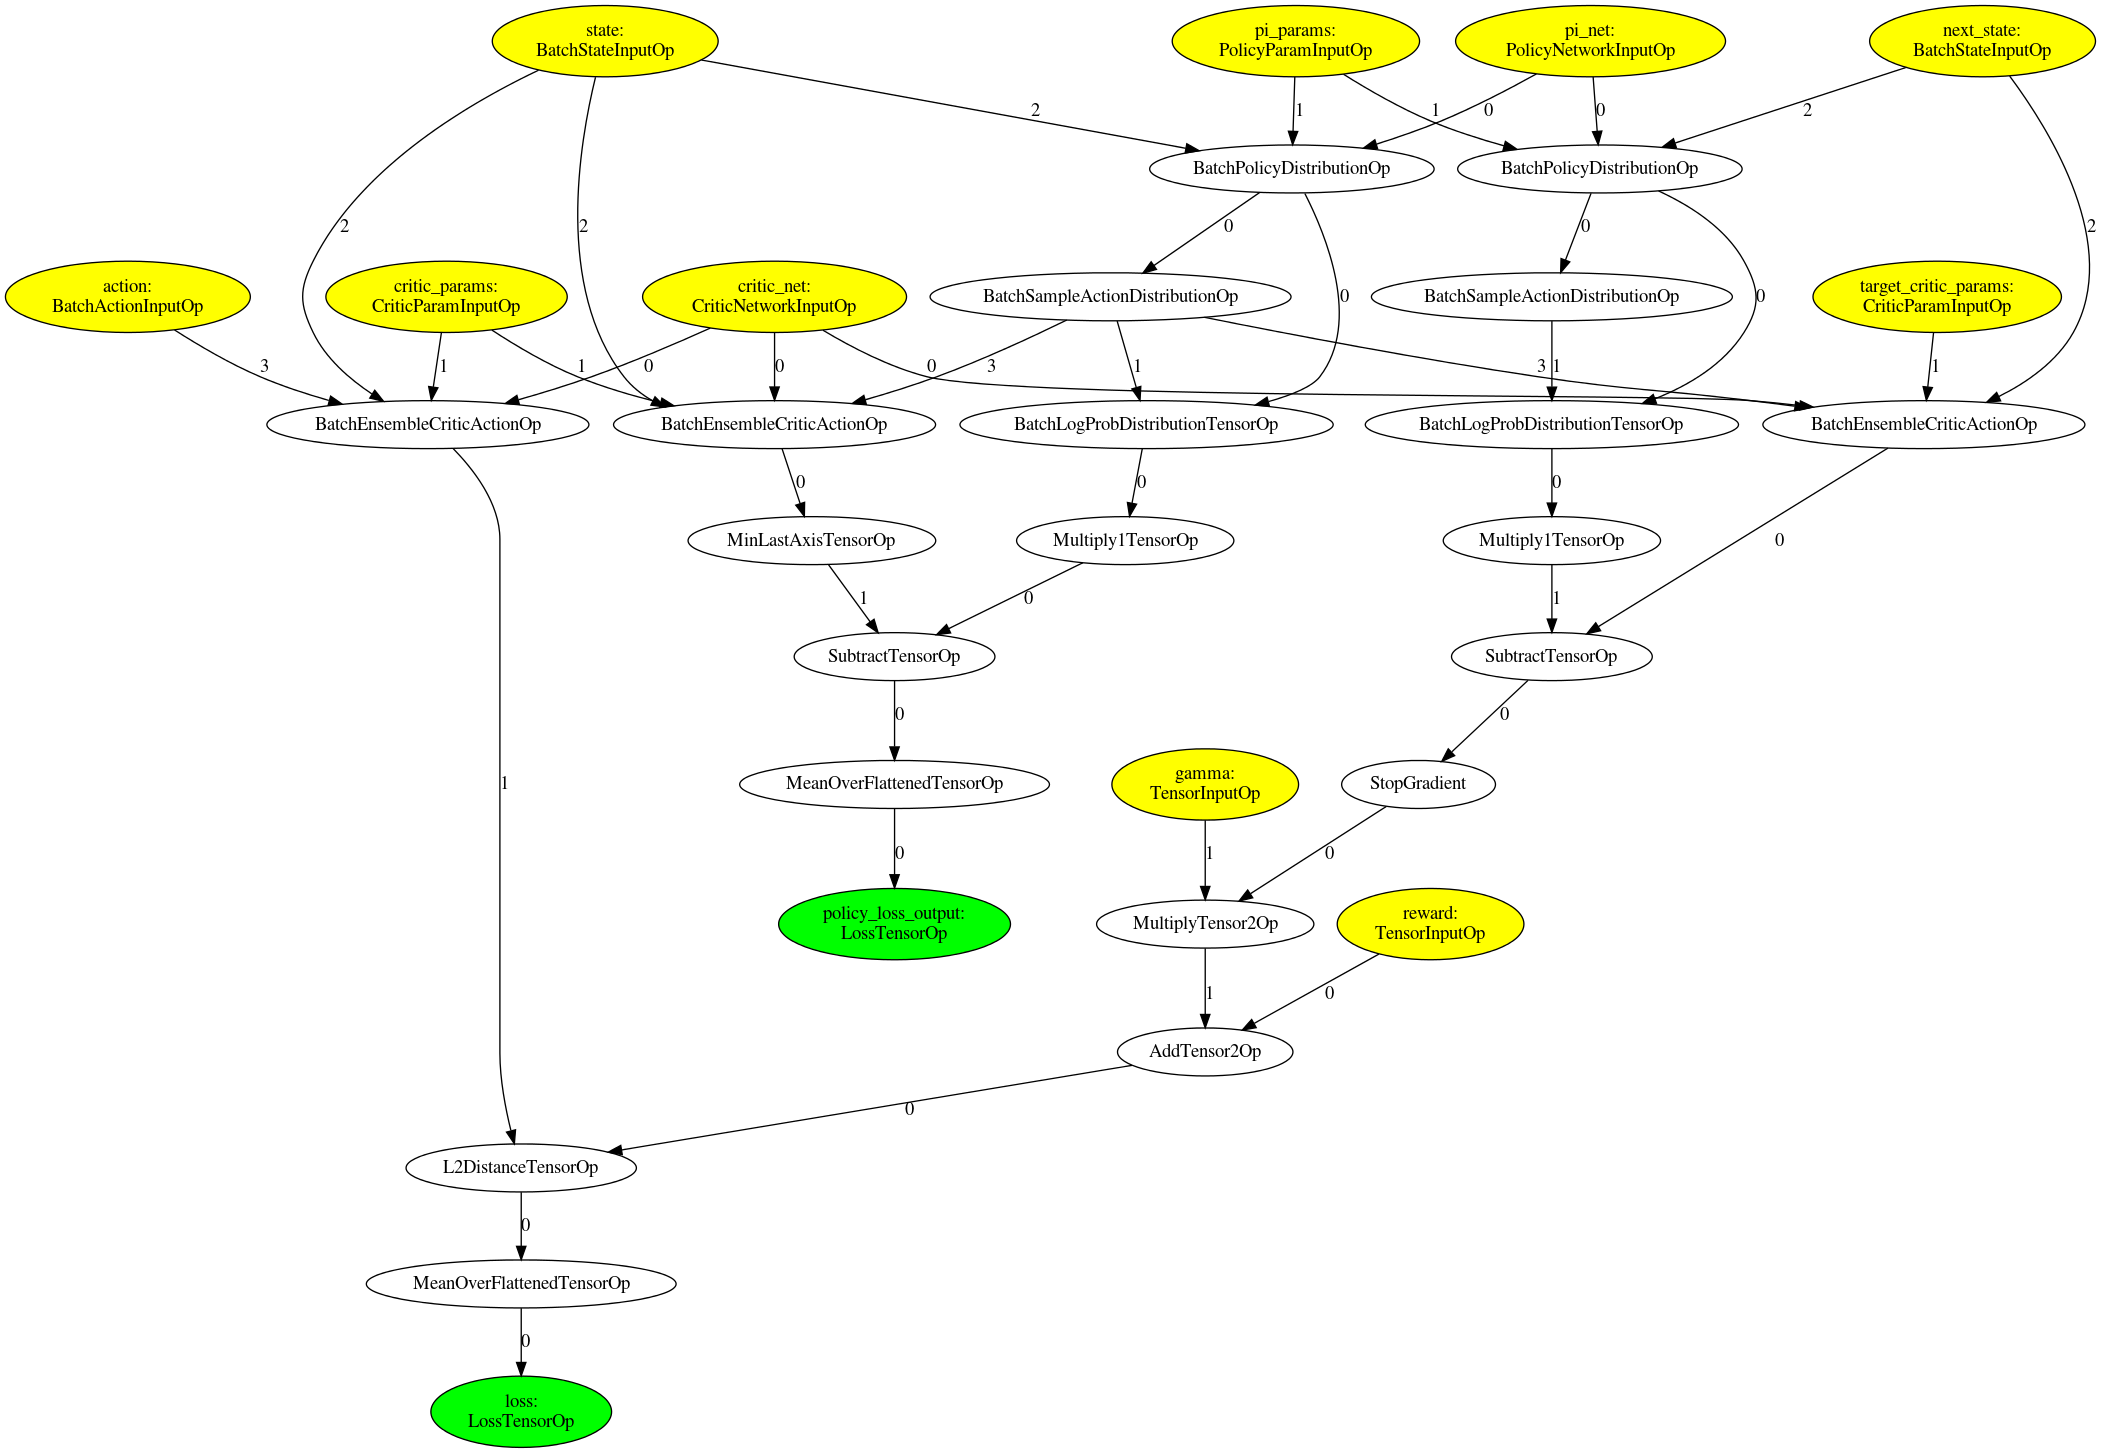 state:
BatchStateInputOp
pi_params:
PolicyParamInputOp
pi_net:
PolicyNetworkInputOp
next_state:
BatchStateInputOp
2
1
1
0
0
2
BatchPolicyDistributionOp
BatchPolicyDistributionOp
2
2
0
0
2
action:
BatchActionInputOp
critic_params:
CriticParamInputOp
critic_net:
CriticNetworkInputOp
BatchSampleActionDistributionOp
0
BatchSampleActionDistributionOp
0
target_critic_params:
CriticParamInputOp
3
1
1
0
0
0
3
1
3
1
1
BatchEnsembleCriticActionOp
BatchEnsembleCriticActionOp
BatchLogProbDistributionTensorOp
BatchLogProbDistributionTensorOp
BatchEnsembleCriticActionOp
0
0
0
MinLastAxisTensorOp
Multiply1TensorOp
Multiply1TensorOp
0
1
0
1
SubtractTensorOp
SubtractTensorOp
0
0
1
MeanOverFlattenedTensorOp
gamma:
TensorInputOp
StopGradient
0
1
0
policy_loss_output:
LossTensorOp
MultiplyTensor2Op
reward:
TensorInputOp
1
0
AddTensor2Op
0
L2DistanceTensorOp
0
MeanOverFlattenedTensorOp
0
loss:
LossTensorOp